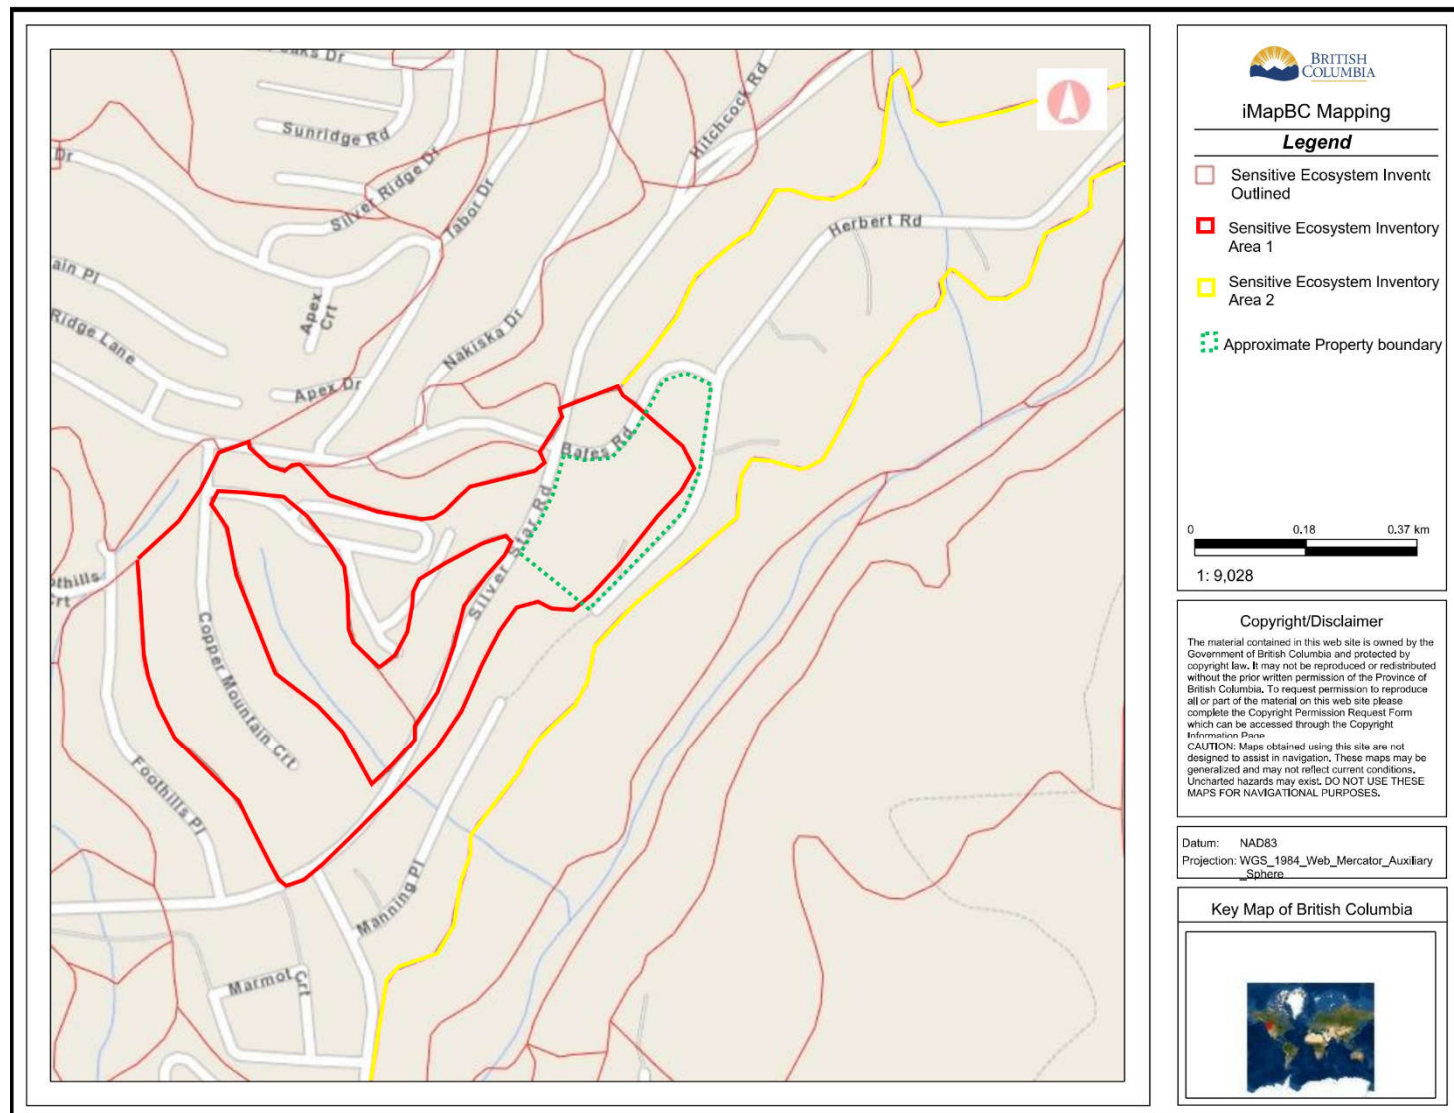 aks Dr
Sunridge Rd
Hitchcock Rd
Dr
Silver Ridge Dr
Tabor Dr
Herbert Rd
ain Pl
Apex
Crt
Ridge Lane
Nakiska Dr
Apex Dr
Bates Rd
Silver Star Rd
othills
Crt
Copper Mountain Crt
Foothills Pl
Manning Pl
Marmot Crt
BRITISH
COLUMBIA
iMapBC Mapping
Legend
Sensitive Ecosystem Invento
Outlined
Sensitive Ecosystem Inventory
Area 1
Sensitive Ecosystem Inventory
Area 2
Approximate Property boundary
0 0.18 0.37 km
1: 9,028
Copyright/Disclaimer
The material contained in this web site is owned by the
Government of British Columbia and protected by
copyright law. It may not be reproduced or redistributed
without the prior written permission of the Province of
British Columbia. To request permission to reproduce
all or part of the material on this web site please
complete the Copyright Permission Request Form
which can be accessed through the Copyright
Information Page.
CAUTION: Maps obtained using this site are not
designed to assist in navigation. These maps may be
generalized and may not reflect current conditions.
Uncharted hazards may exist. DO NOT USE THESE
MAPS FOR NAVIGATIONAL PURPOSES.
Datum: NAD83
Projection: WGS_1984_Web_Mercator_Auxiliary
_Sphere
Key Map of British Columbia